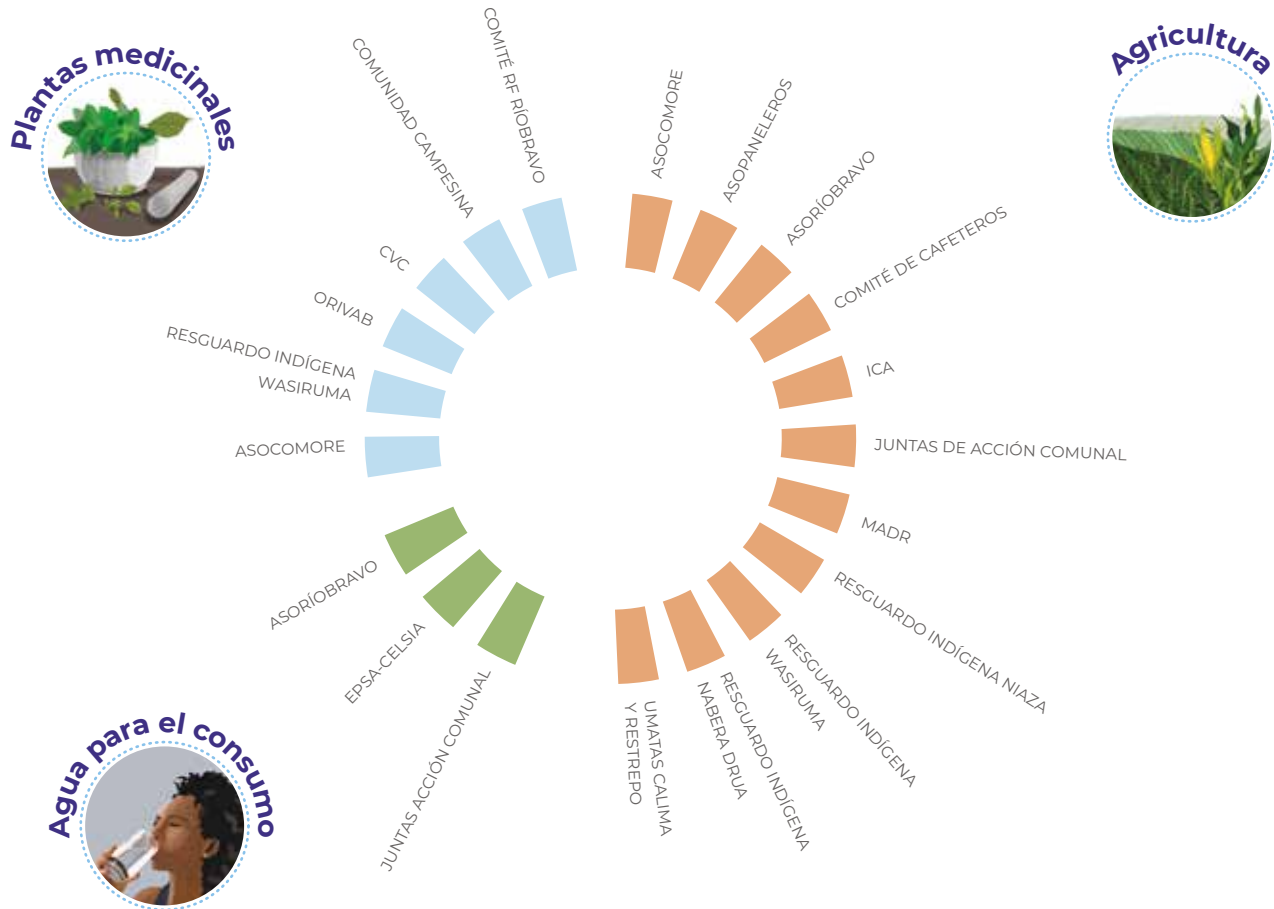 Plantas medicinales
COMITÉ RF RÍOBRAVO
COMUNIDAD CAMPESINA
CVC
ORIVAB
RESGUARDO INDÍGENA
WASIRUMA
ASOCOMORE
Agricultura
ASOCOMORE
ASOPANELEROS
ASORÍOBRAVO
COMITÉ DE CAFETEROS
ICA
JUNTAS DE ACCIÓN COMUNAL
MADR
RESGUARDO INDÍGENA NIAZA
RESGUARDO INDÍGENA
WASIRUMA
RESGUARDO INDÍGENA
NABERA DRUA
UMATAS CALIMA
Y RESTREPO
Agua para el consumo
ASORÍOBRAVO
EPSA-CELSIA
JUNTAS ACCIÓN COMUNAL